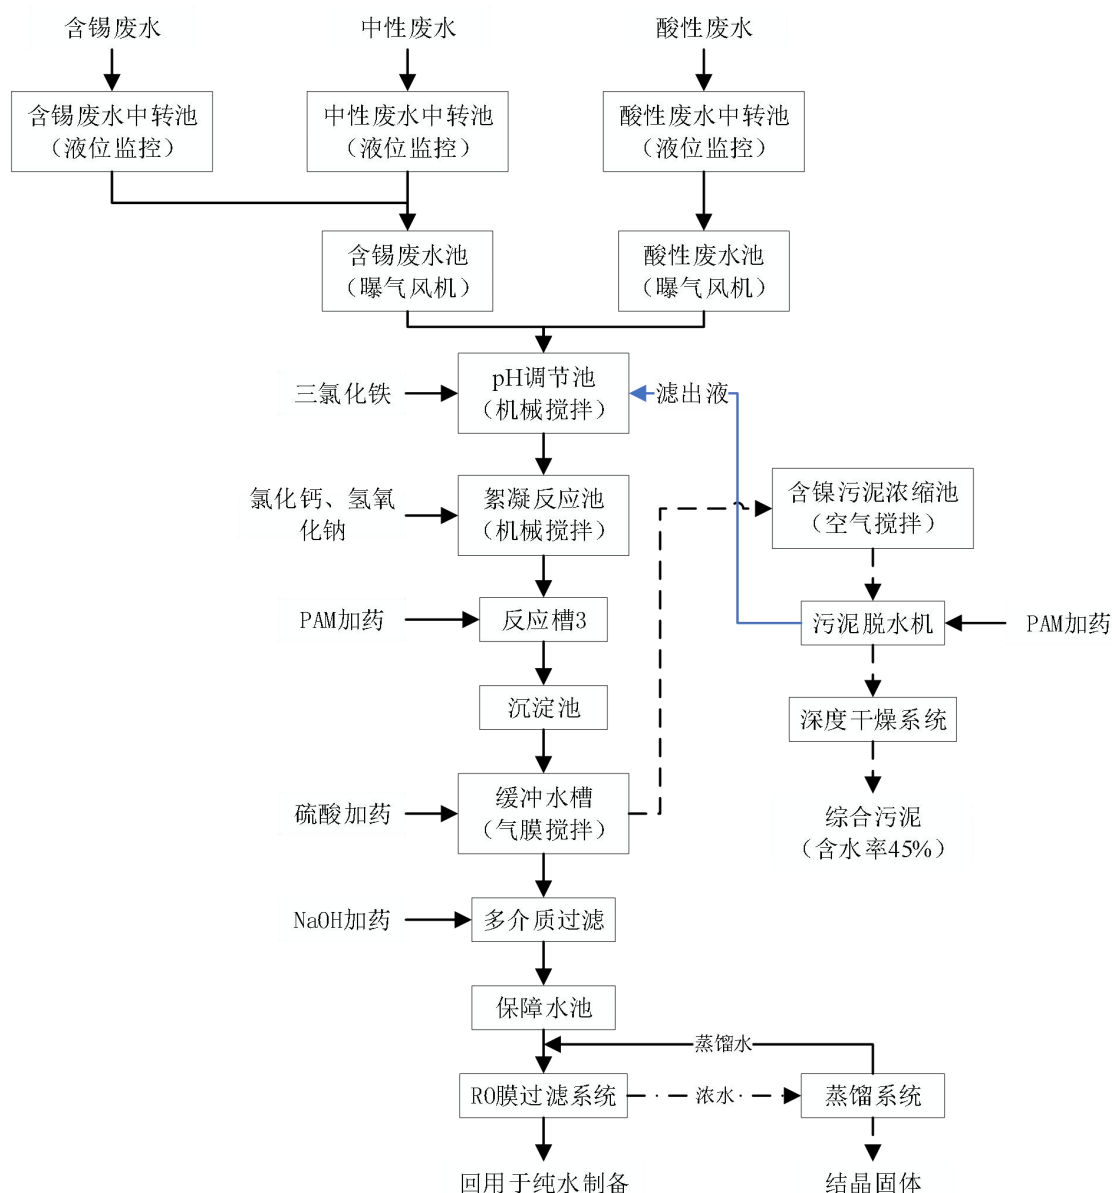 含锡废水
中性废水
酸性废水
含锡废水中转池
（液位监控）
中性废水中转池
（液位监控）
酸性废水中转池
（液位监控）
含锡废水池
（曝气风机）
酸性废水池
（曝气风机）
三氯化铁
pH调节池
（机械搅拌）
滤出液
氯化钙、氢氧
化钠
絮凝反应池
（机械搅拌）
含镍污泥浓缩池
（空气搅拌）
PAM加药
反应槽3
污泥脱水机
PAM加药
沉淀池
深度干燥系统
硫酸加药
缓冲水槽
（气膜搅拌）
综合污泥
（含水率45%）
NaOH加药
多介质过滤
保障水池
蒸馏水
RO膜过滤系统
浓水
蒸馏系统
回用于纯水制备
结晶固体